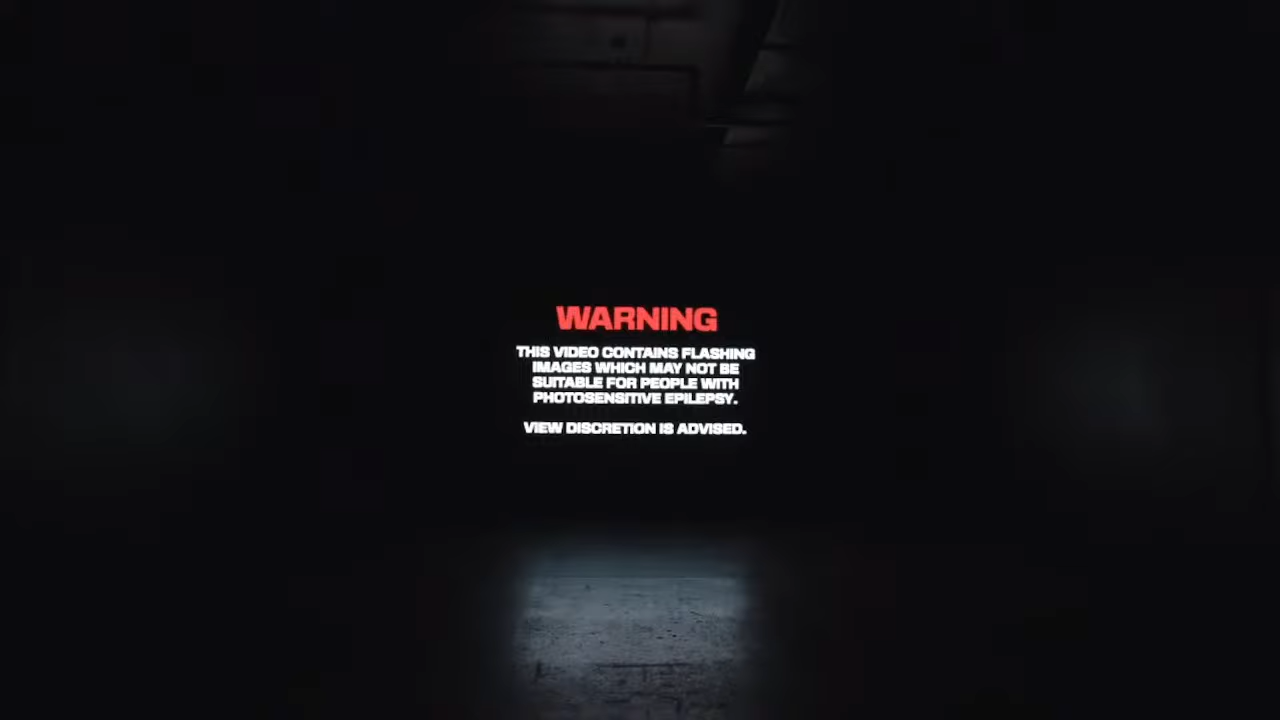 WARNING
THIS VIDEO CONTAINS FLASHING
IMAGES WHICH MAY NOT BE
SUITABLE FOR PEOPLE WITH
PHOTOSENSITIVE EPILEPSY.
VIEW DISCRETION IS ADVISED.